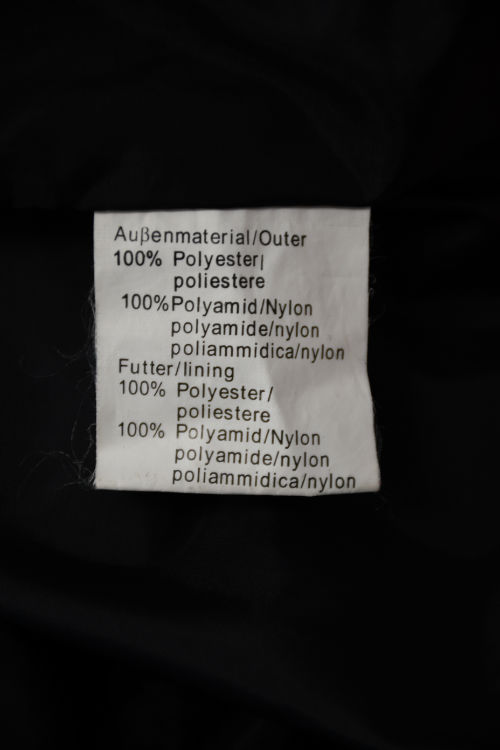 Außenmaterial/Outer
100% Polyester/
poliestere
100%Polyamid/Nylon
polyamide/nylon
poliammidica/nylon
Futter/lining
100% Polyester/
poliestere
100% Polyamid/Nylon
polyamide/nylon
poliammidica/nylon